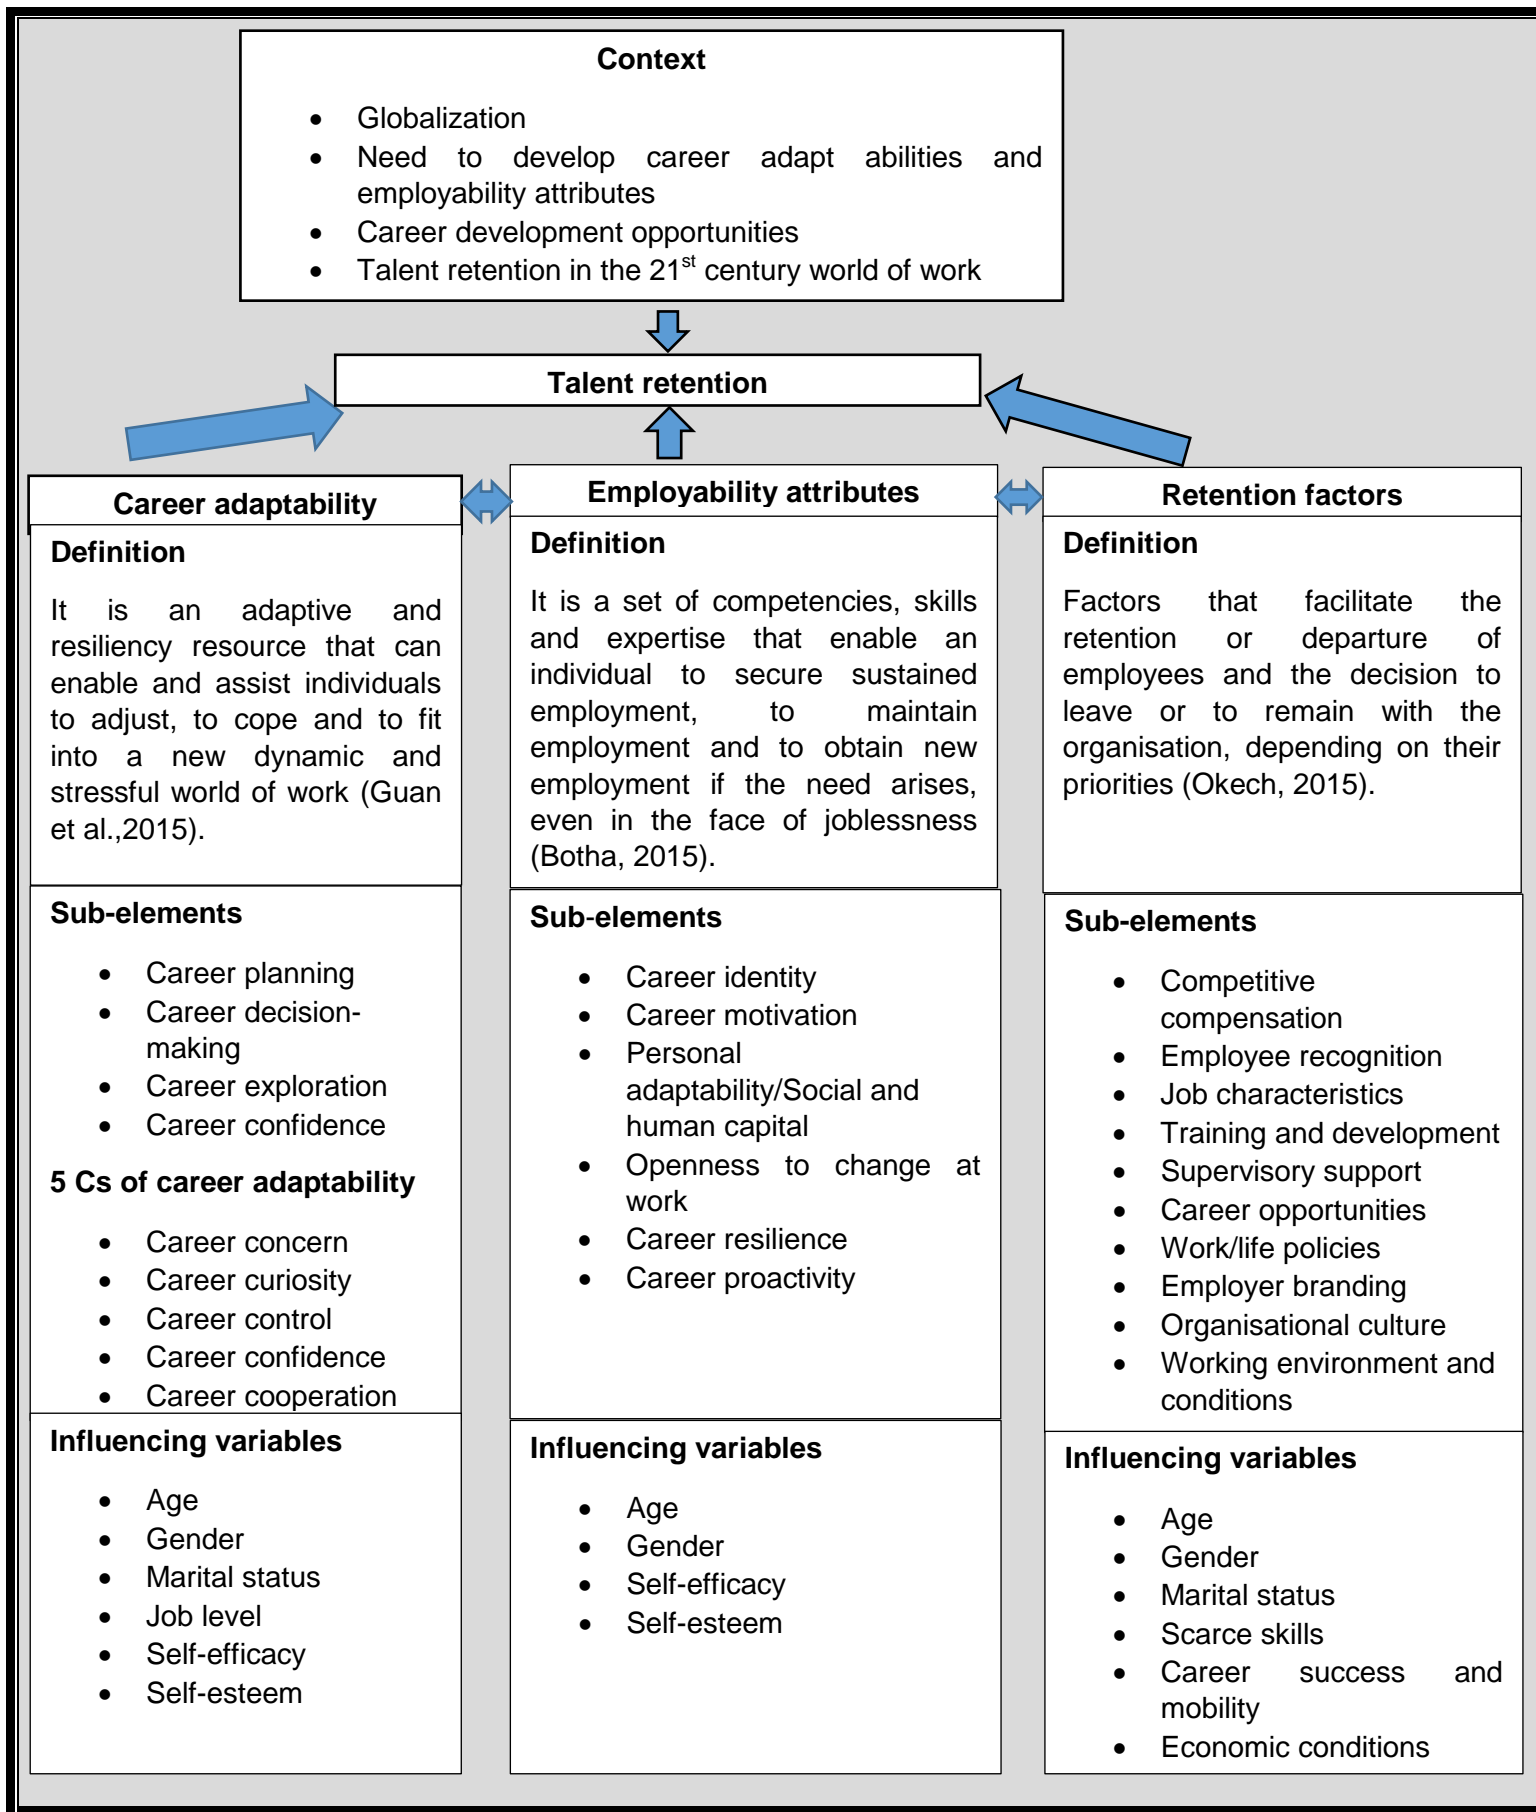 Context
• Globalization
• Need to develop career adapt abilities and
employability attributes
• Career development opportunities
• Talent retention in the 21st century world of work
Talent retention
Career adaptability
Definition
It is an adaptive and
resiliency resource that can
enable and assist individuals
to adjust, to cope and to fit
into a new dynamic and
stressful world of work (Guan
et al.,2015).
Sub-elements
• Career planning
• Career decision-
making
• Career exploration
• Career confidence
5 Cs of career adaptability
• Career concern
• Career curiosity
• Career control
• Career confidence
• Career cooperation
Influencing variables
• Age
• Gender
• Marital status
• Job level
• Self-efficacy
• Self-esteem
Employability attributes
Definition
It is a set of competencies, skills
and expertise that enable an
individual to secure sustained
employment, to maintain
employment and to obtain new
employment if the need arises,
even in the face of joblessness
(Botha, 2015).
Sub-elements
• Career identity
• Career motivation
• Personal
adaptability/Social and
human capital
• Openness to change at
work
• Career resilience
• Career proactivity
Influencing variables
• Age
• Gender
• Self-efficacy
• Self-esteem
Retention factors
Definition
Factors that facilitate the
retention or departure of
employees and the decision to
leave or to remain with the
organisation, depending on their
priorities (Okech, 2015).
Sub-elements
• Competitive
compensation
• Employee recognition
• Job characteristics
• Training and development
• Supervisory support
• Career opportunities
• Work/life policies
• Employer branding
• Organisational culture
• Working environment and
conditions
Influencing variables
• Age
• Gender
• Marital status
• Scarce skills
• Career success and
mobility
• Economic conditions